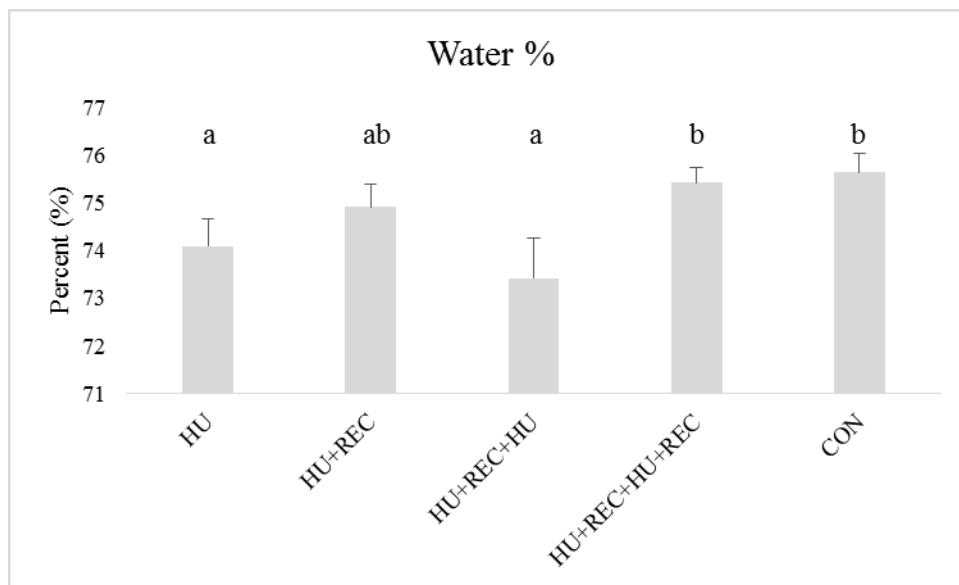 Water %
77
76
75
74
73
72
71
Percent (%)
a
ab
a
b
b
HU
HU+REC
HU+REC+HU
HU+REC+HU+REC
CON